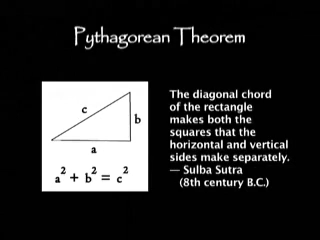 Pythagorean Theorem
c
b
a
a² + b² = c²
The diagonal chord
of the rectangle
makes both the
squares that the
horizontal and vertical
sides make separately.
— Sulba Sutra
(8th century B.C.)